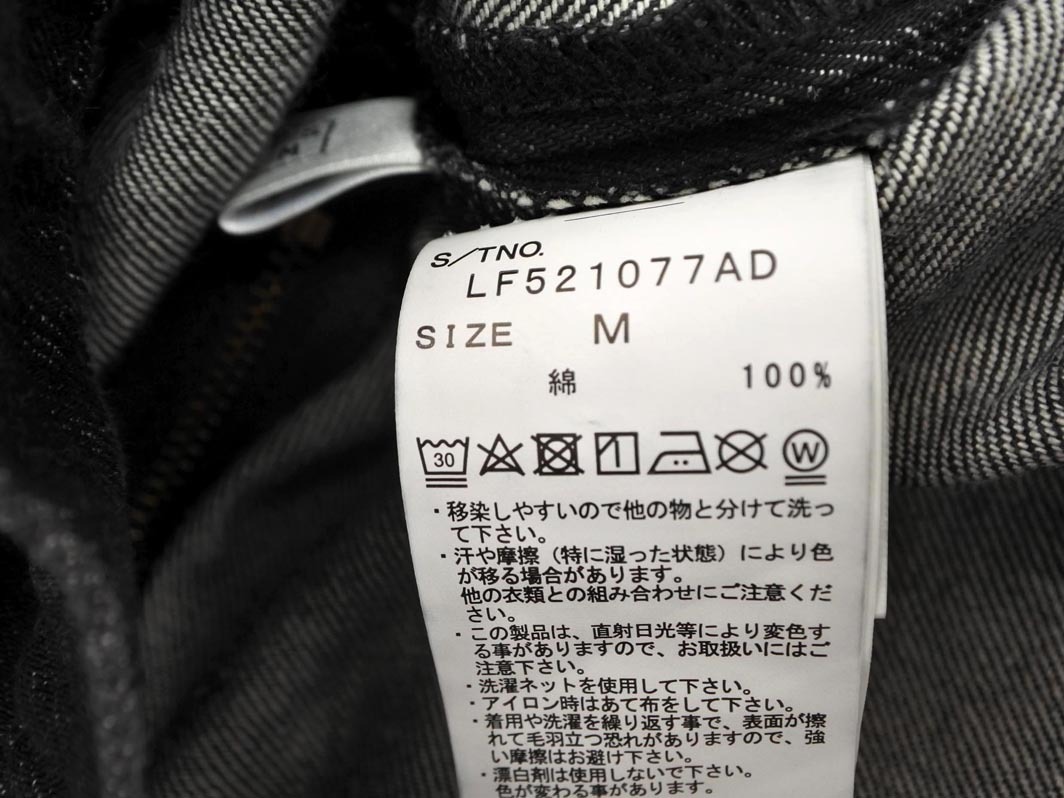 S/TNO.
LF521077AD
SIZE M
綿 100%
30 W
・移染しやすいので他の物と分けて洗っ
て下さい。
・汗や摩擦（特に湿った状態）により色
が移る場合があります。
他の衣類との組み合わせにご注意くだ
さい。
・この製品は、直射日光等により変色す
る事がありますので、お取扱いにはご
注意下さい。
・洗濯ネットを使用して下さい。
・アイロン時はあて布をして下さい。
・着用や洗濯を繰り返す事で、表面が擦
れて毛羽立つ恐れがありますので、強
い摩擦はお避け下さい。
・漂白剤は使用しないで下さい。
色が変わる事があります。